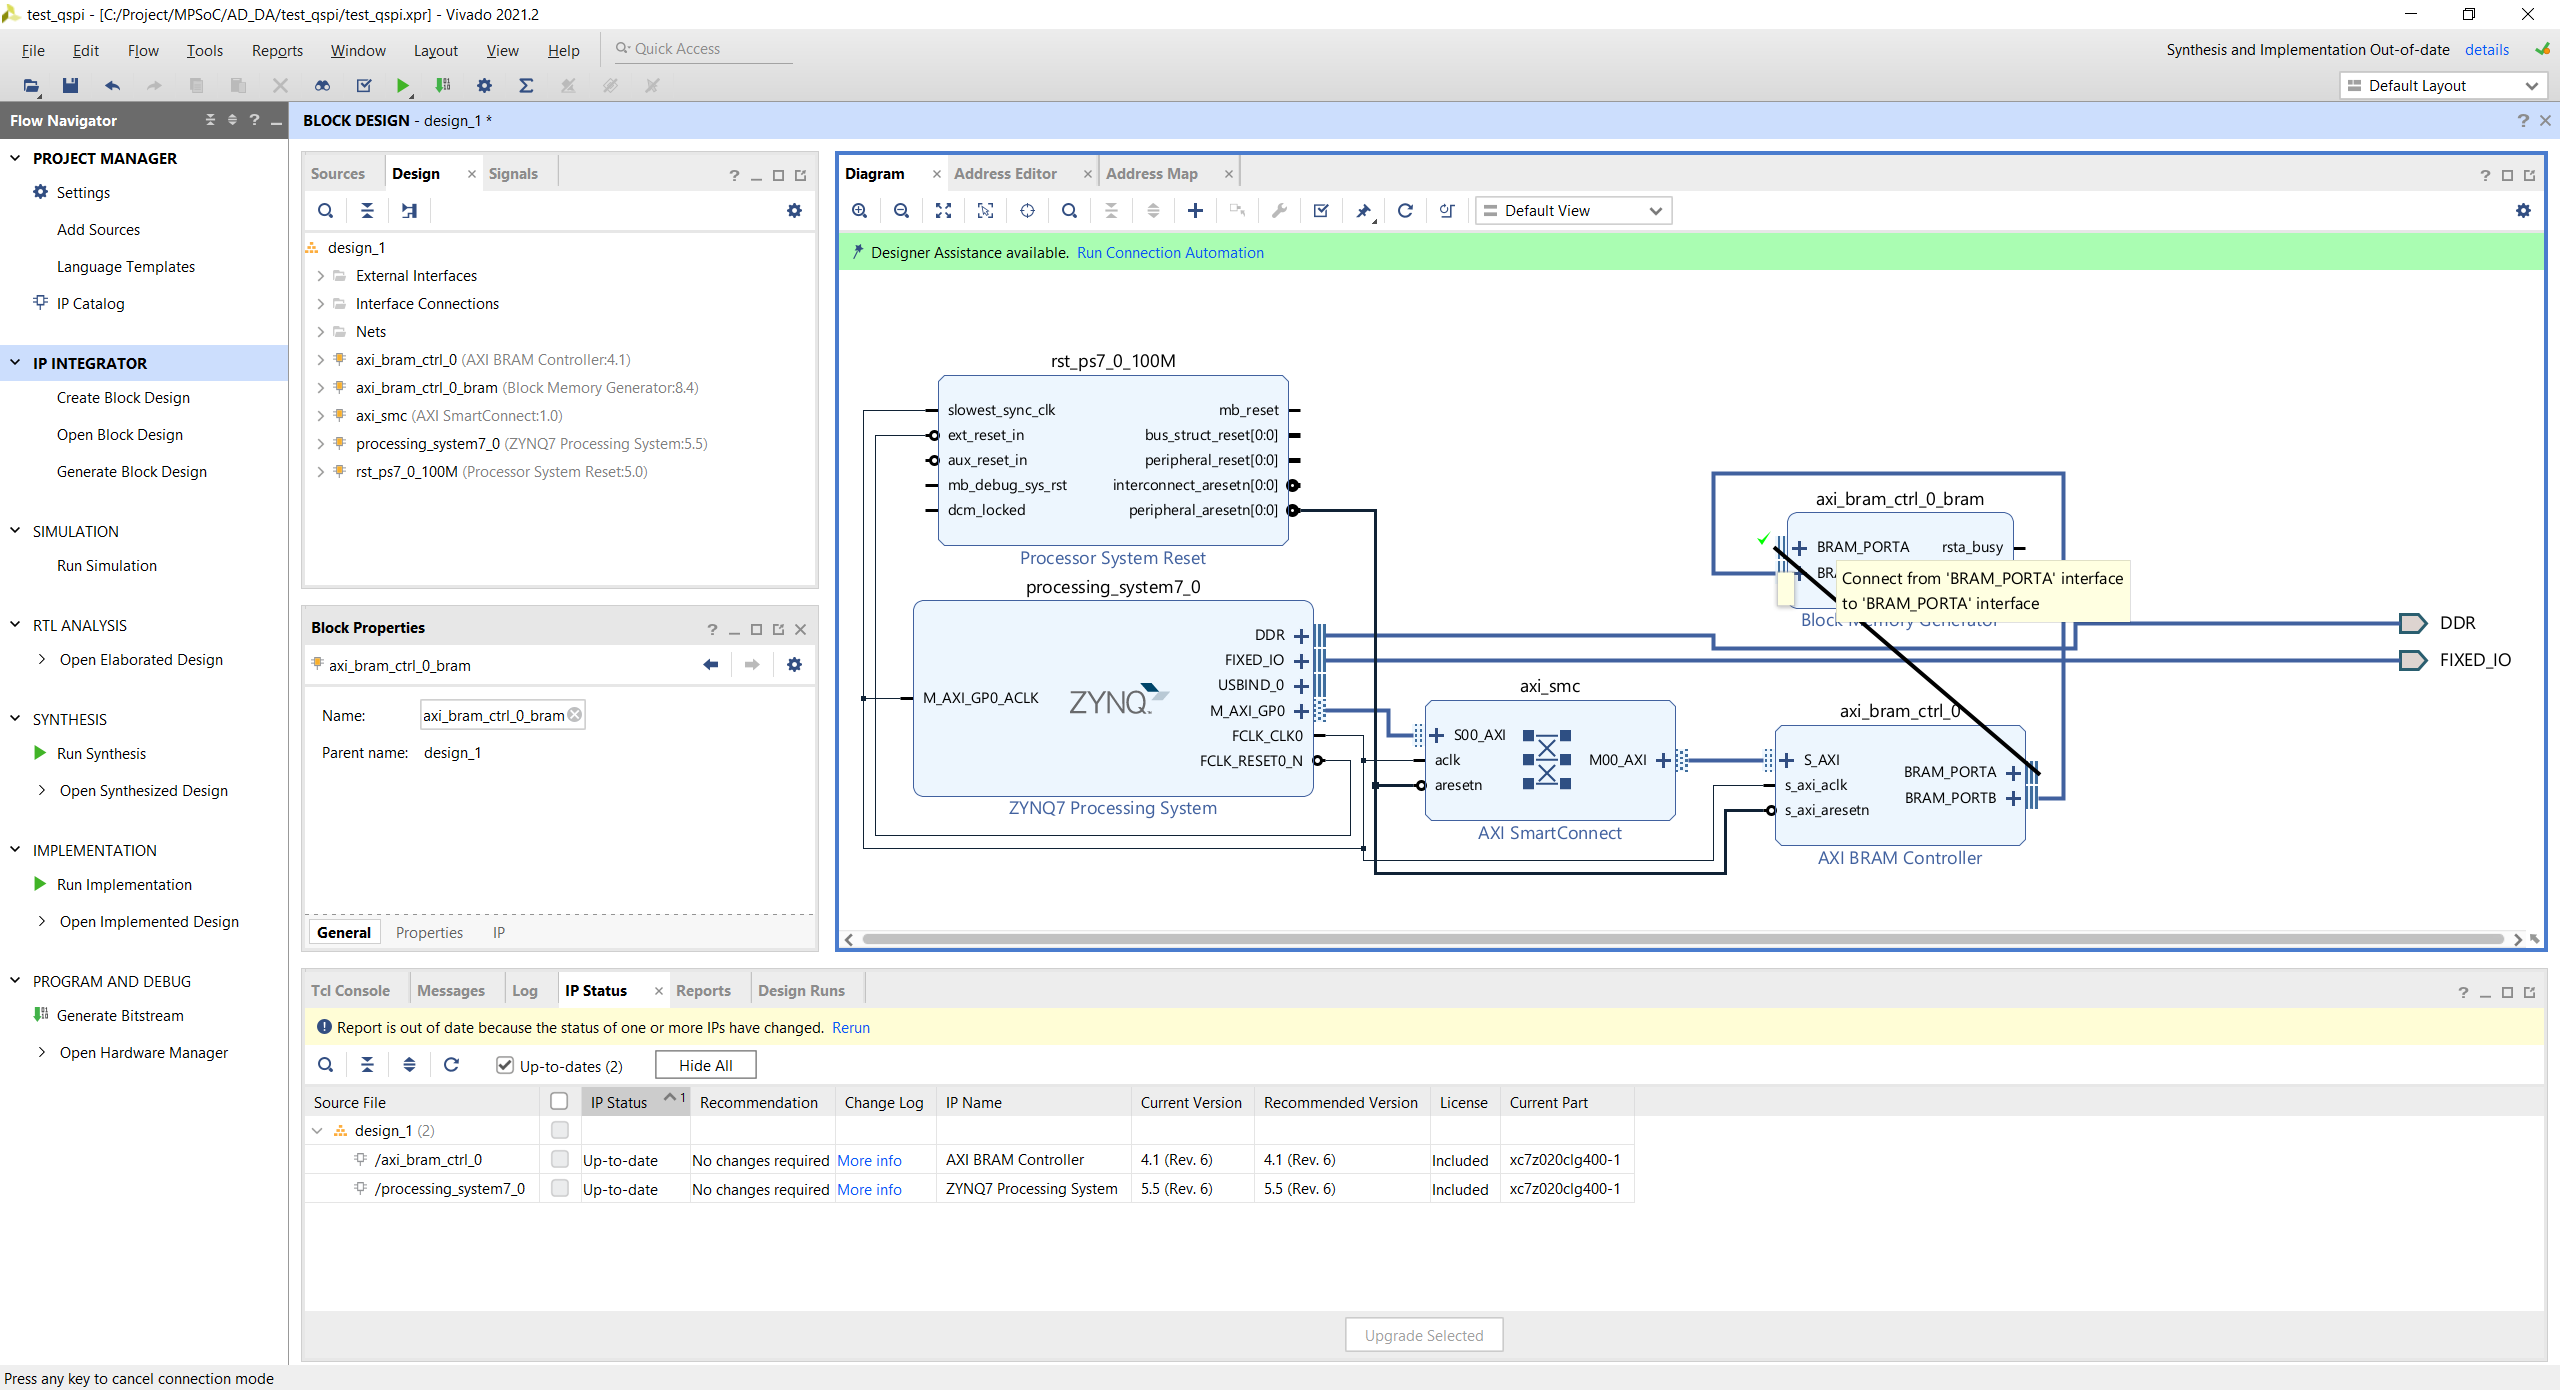 test_qspi - [C:/Project/MPSoC/AD_DA/test_qspi/test_qspi.xpr] - Vivado 2021.2
File Edit Flow Tools Reports Window Layout View Help Quick Access
Synthesis and Implementation Out-of-date details
Default Layout
Flow Navigator
PROJECT MANAGER
Settings
Add Sources
Language Templates
IP Catalog
IP INTEGRATOR
Create Block Design
Open Block Design
Generate Block Design
SIMULATION
Run Simulation
RTL ANALYSIS
Open Elaborated Design
SYNTHESIS
Run Synthesis
Open Synthesized Design
IMPLEMENTATION
Run Implementation
Open Implemented Design
PROGRAM AND DEBUG
Generate Bitstream
Open Hardware Manager
BLOCK DESIGN - design_1 *
Sources Design Signals
design_1
External Interfaces
Interface Connections
Nets
axi_bram_ctrl_0 (AXI BRAM Controller:4.1)
axi_bram_ctrl_0_bram (Block Memory Generator:8.4)
axi_smc (AXI SmartConnect:1.0)
processing_system7_0 (ZYNQ7 Processing System:5.5)
rst_ps7_0_100M (Processor System Reset:5.0)
Block Properties
axi_bram_ctrl_0_bram
Name: axi_bram_ctrl_0_bram
Parent name: design_1
General Properties IP
Diagram Address Editor Address Map
Default View
Designer Assistance available. Run Connection Automation
rst_ps7_0_100M
slowest_sync_clk
ext_reset_in
aux_reset_in
mb_debug_sys_rst
dcm_locked
mb_reset
bus_struct_reset[0:0]
peripheral_reset[0:0]
interconnect_aresetn[0:0]
peripheral_aresetn[0:0]
Processor System Reset
processing_system7_0
M_AXI_GP0_ACLK
ZYNQ
DDR
FIXED_IO
USBIND_0
M_AXI_GP0
FCLK_CLK0
FCLK_RESET0_N
ZYNQ7 Processing System
axi_smc
S00_AXI
aclk
aresetn
M00_AXI
AXI SmartConnect
axi_bram_ctrl_0_bram
BRAM_PORTA
rsta_busy
Connect from 'BRAM_PORTA' interface
to 'BRAM_PORTA' interface
Block Memory Generator
axi_bram_ctrl_0
S_AXI
s_axi_aclk
s_axi_aresetn
BRAM_PORTA
BRAM_PORTB
AXI BRAM Controller
DDR
FIXED_IO
Tcl Console Messages Log IP Status Reports Design Runs
Report is out of date because the status of one or more IPs have changed. Rerun
Up-to-dates (2) Hide All
Source File IP Status 1 Recommendation Change Log IP Name Current Version Recommended Version License Current Part
design_1 (2)
/axi_bram_ctrl_0 Up-to-date No changes required More info AXI BRAM Controller 4.1 (Rev. 6) 4.1 (Rev. 6) Included xc7z020clg400-1
/processing_system7_0 Up-to-date No changes required More info ZYNQ7 Processing System 5.5 (Rev. 6) 5.5 (Rev. 6) Included xc7z020clg400-1
Upgrade Selected
Press any key to cancel connection mode